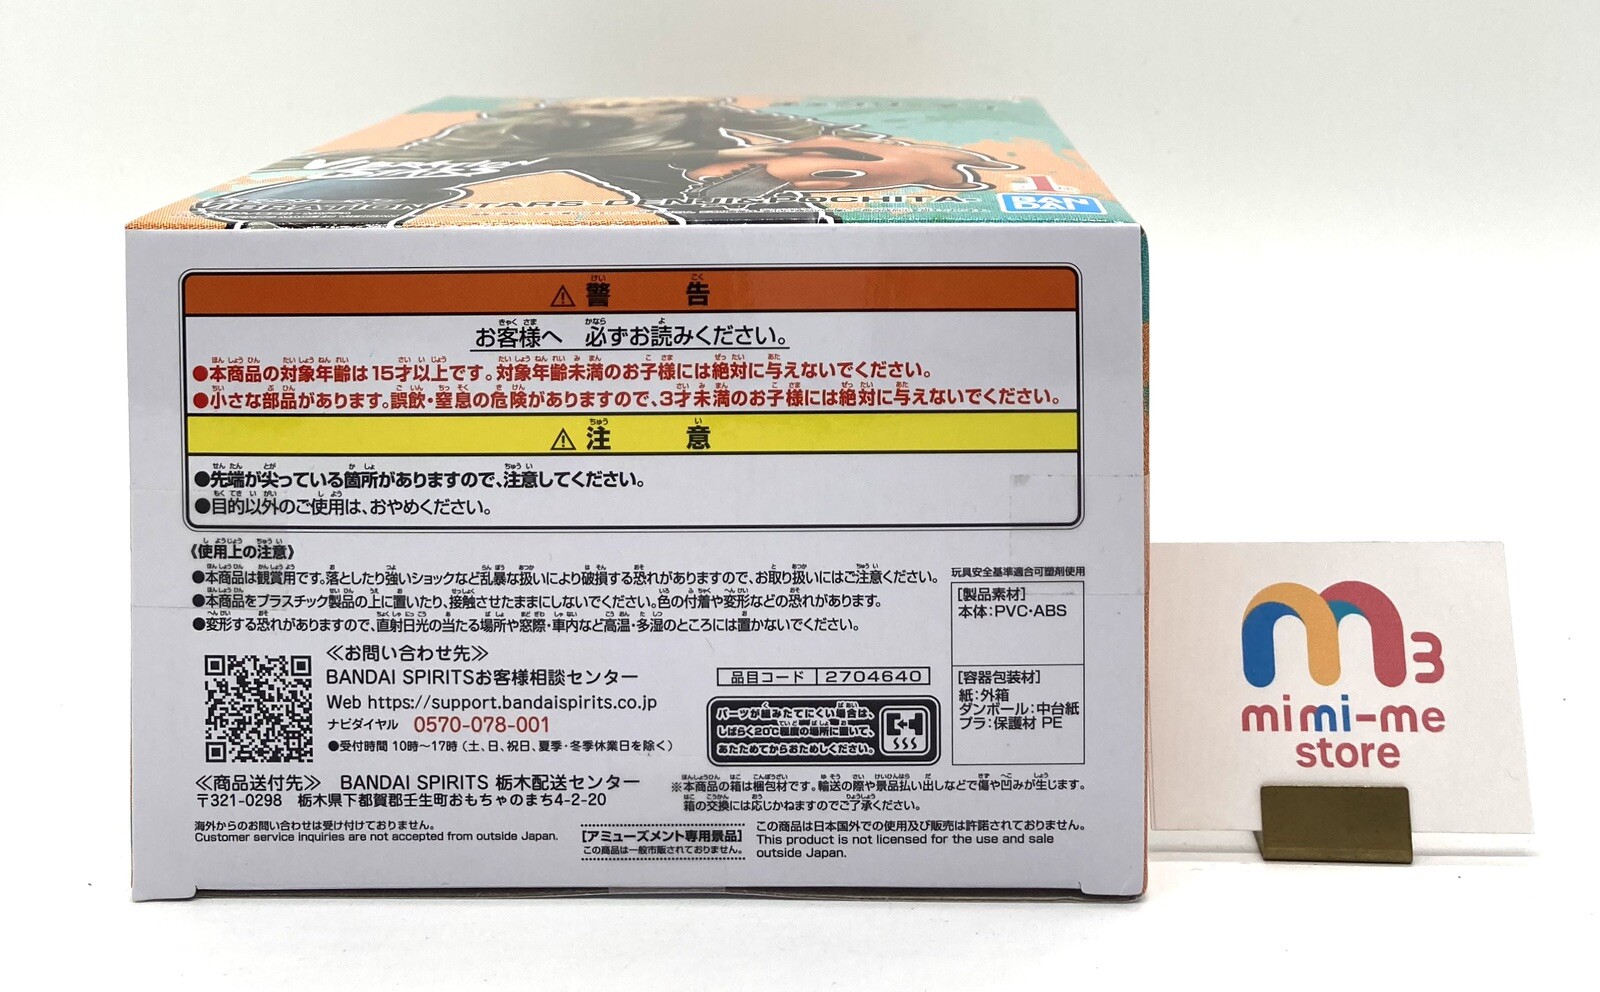 VIBRATION STARS-DENJI&POCHITA-
BANDAI
⚠警告
お客様へ 必ずお読みください。
●本商品の対象年齢は15才以上です。対象年齢未満のお子様には絶対に与えないでください。
●小さな部品があります。誤飲・窒息の危険がありますので、3才未満のお子様には絶対に与えないでください。
⚠注意
●先端が尖っている箇所がありますので、注意してください。
●目的以外のご使用は、おやめください。
《使用上の注意》
●本商品は観賞用です。落としたり強いショックなど乱暴な扱いにより破損する恐れがありますので、お取り扱いにはご注意ください。
●本商品をプラスチック製品の上に置いたり、接触させたままにしないでください。色の付着や変形などの恐れがあります。
●変形する恐れがありますので、直射日光の当たる場所や窓際・車内など高温・多湿のところには置かないでください。
玩具安全基準適合可塑剤使用
[製品素材]
本体:PVC・ABS
[容器包装材]
紙:外箱
ダンボール:中台紙
プラ:保護材 PE
≪お問い合わせ先≫
BANDAI SPIRITSお客様相談センター
Web https://support.bandaispirits.co.jp
ナビダイヤル 0570-078-001
●受付時間 10時〜17時(土、日、祝日、夏季・冬季休業日を除く)
品目コード 2704640
パーツが組みたてにくい場合は、
しばらく20℃程度の場所に置いて、
あたためてからおためしください。
≪商品送付先≫ BANDAI SPIRITS 栃木配送センター
〒321-0298 栃木県下都賀郡壬生町おもちゃのまち4-2-20
※本商品の箱は梱包材です。輸送の際や景品払い出しなどで傷や凹みが生じます。
箱の交換には応じかねますのでご了承ください。
海外からのお問い合わせは受け付けておりません。
Customer service inquiries are not accepted from outside Japan.
[アミューズメント専用景品]
この商品は一般市販されておりません。
この商品は日本国外での使用及び販売は許諾されておりません。
This product is not licensed for the use and sale
outside Japan.
m3
mimi-me
store